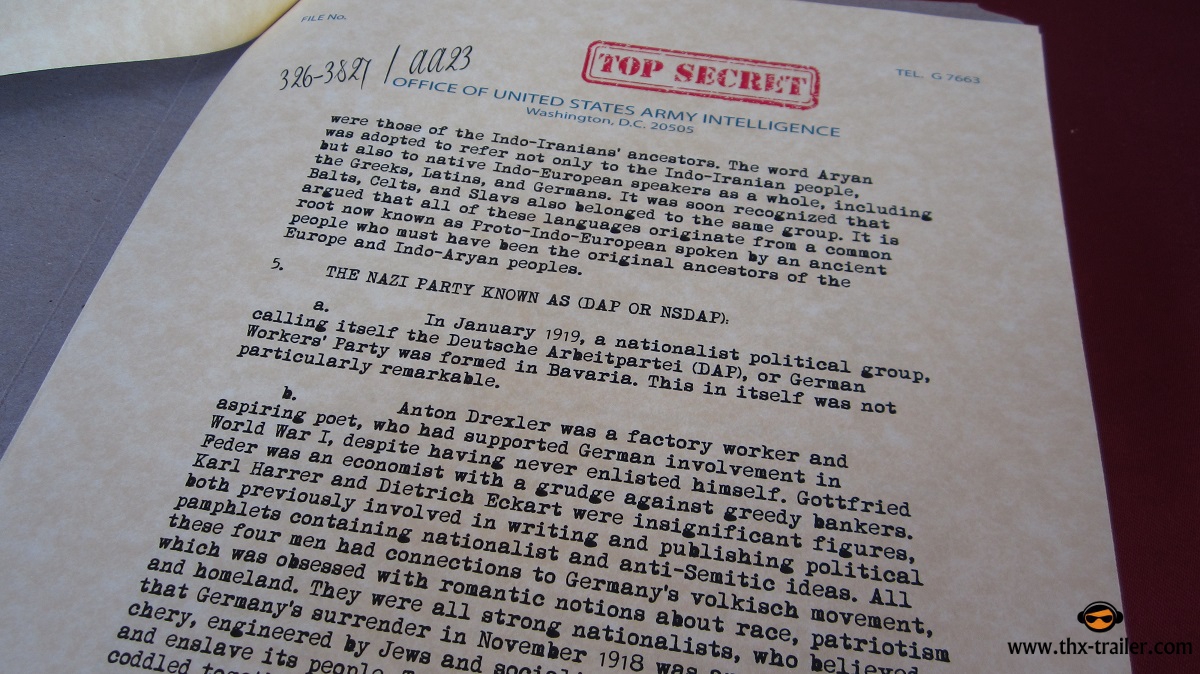 FILE No.
326-3827 / aa23
TOP SECRET
TEL. G 7663
OFFICE OF UNITED STATES ARMY INTELLIGENCE
Washington, D.C. 20505
were those of the Indo-Iranians' ancestors. The word Aryan
was adopted to refer not only to the Indo-Iranian people,
but also to native Indo-European speakers as a whole, including
the Greeks, Latins, and Germans. It was soon recognized that
Balts, Celts, and Slavs also belonged to the same group. It is
argued that all of these languages originate from a common
root now known as Proto-Indo-European spoken by an ancient
people who must have been the original ancestors of the
Europe and Indo-Aryan peoples.
5. THE NAZI PARTY KNOWN AS (DAP OR NSDAP):
a. In January 1919, a nationalist political group,
calling itself the Deutsche Arbeitpartei (DAP), or German
Workers' Party was formed in Bavaria. This in itself was not
particularly remarkable.
b. Anton Drexler was a factory worker and
aspiring poet, who had supported German involvement in
World War I, despite having never enlisted himself. Gottfried
Feder was an economist with a grudge against greedy bankers.
Karl Harrer and Dietrich Eckart were insignificant figures,
both previously involved in writing and publishing political
pamphlets containing nationalist and anti-Semitic ideas. All
these four men had connections to Germany's volkisch movement,
which was obsessed with romantic notions about race, patriotism
and homeland. They were all strong nationalists, who believed
that Germany's surrender in November 1918 was
chery, engineered by Jews and
and enslave its people.
coddled
www.thx-trailer.com